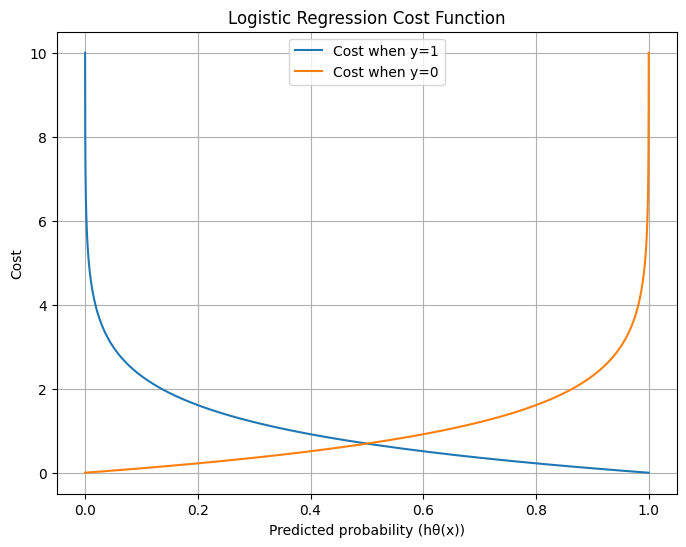 Logistic Regression Cost Function
Cost when y=1
Cost when y=0
10
8
6
4
2
0
Cost
0.0 0.2 0.4 0.6 0.8 1.0
Predicted probability (hθ(x))